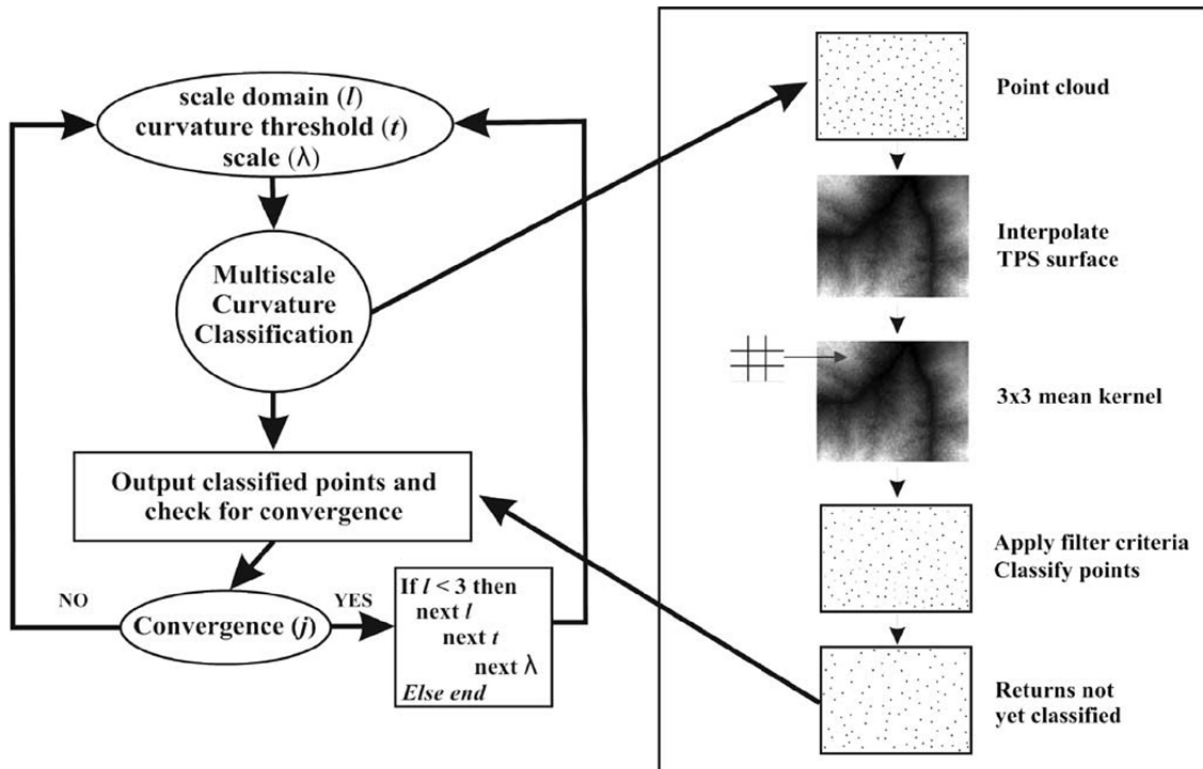 scale domain (l)
curvature threshold (t)
scale (λ)
Multiscale
Curvature
Classification
Output classified points and
check for convergence
NO
Convergence (j)
YES
If l < 3 then
next l
next t
next λ
Else end
Point cloud
Interpolate
TPS surface
3x3 mean kernel
Apply filter criteria
Classify points
Returns not
yet classified